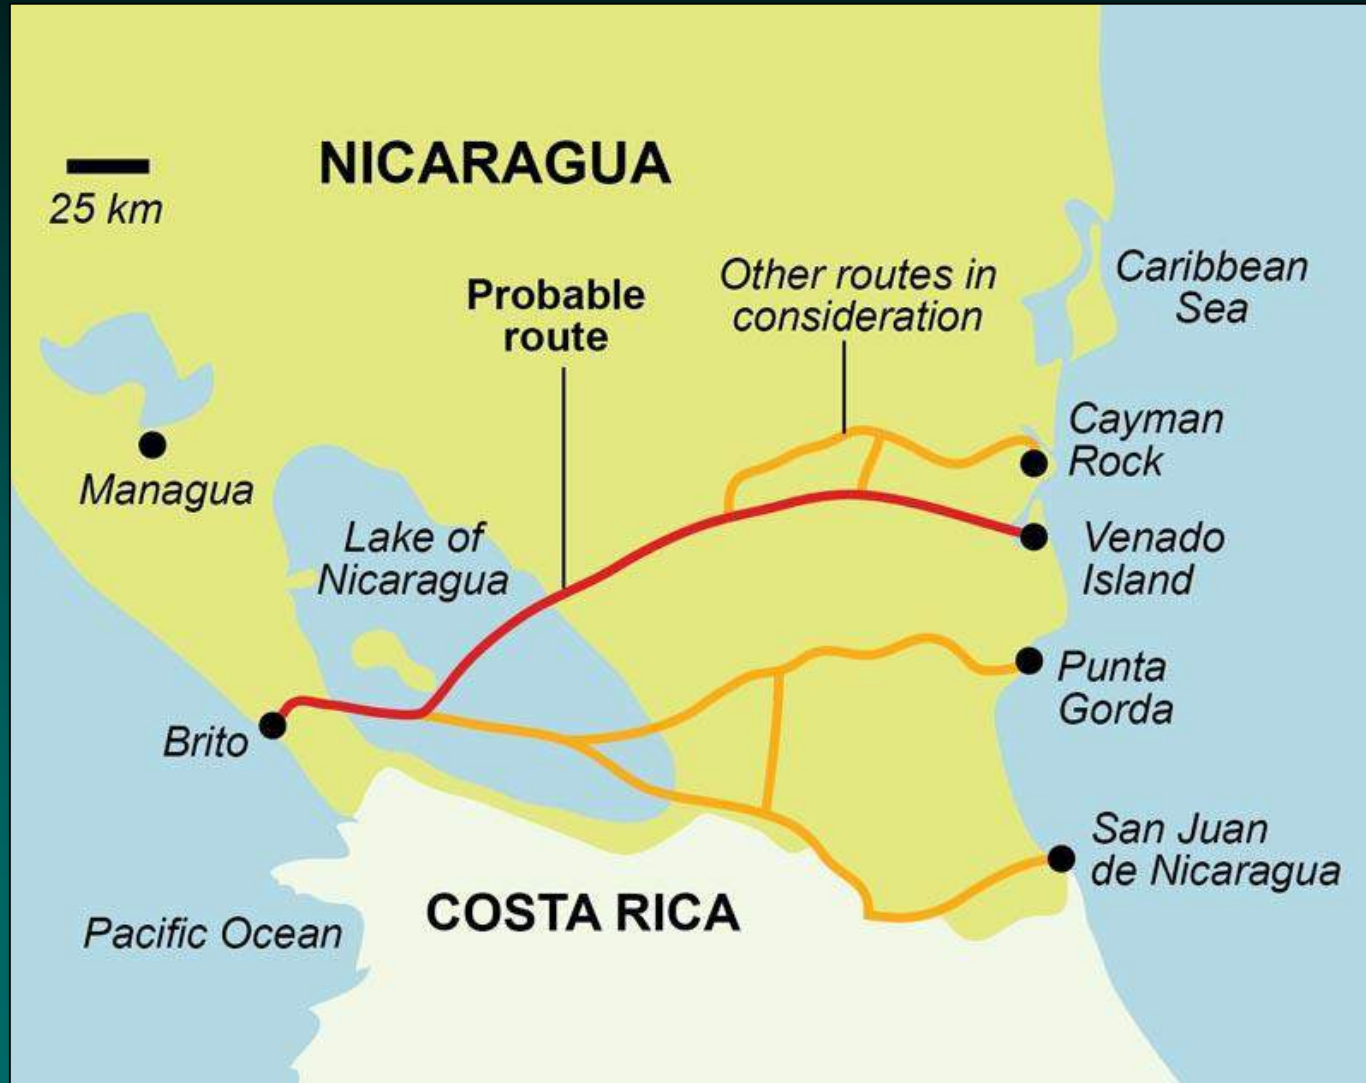 NICARAGUA
25 km
Probable
route
Other routes in
consideration
Caribbean
Sea
Cayman
Rock
Managua
Lake of
Nicaragua
Venado
Island
Punta
Gorda
Brito
San Juan
de Nicaragua
COSTA RICA
Pacific Ocean